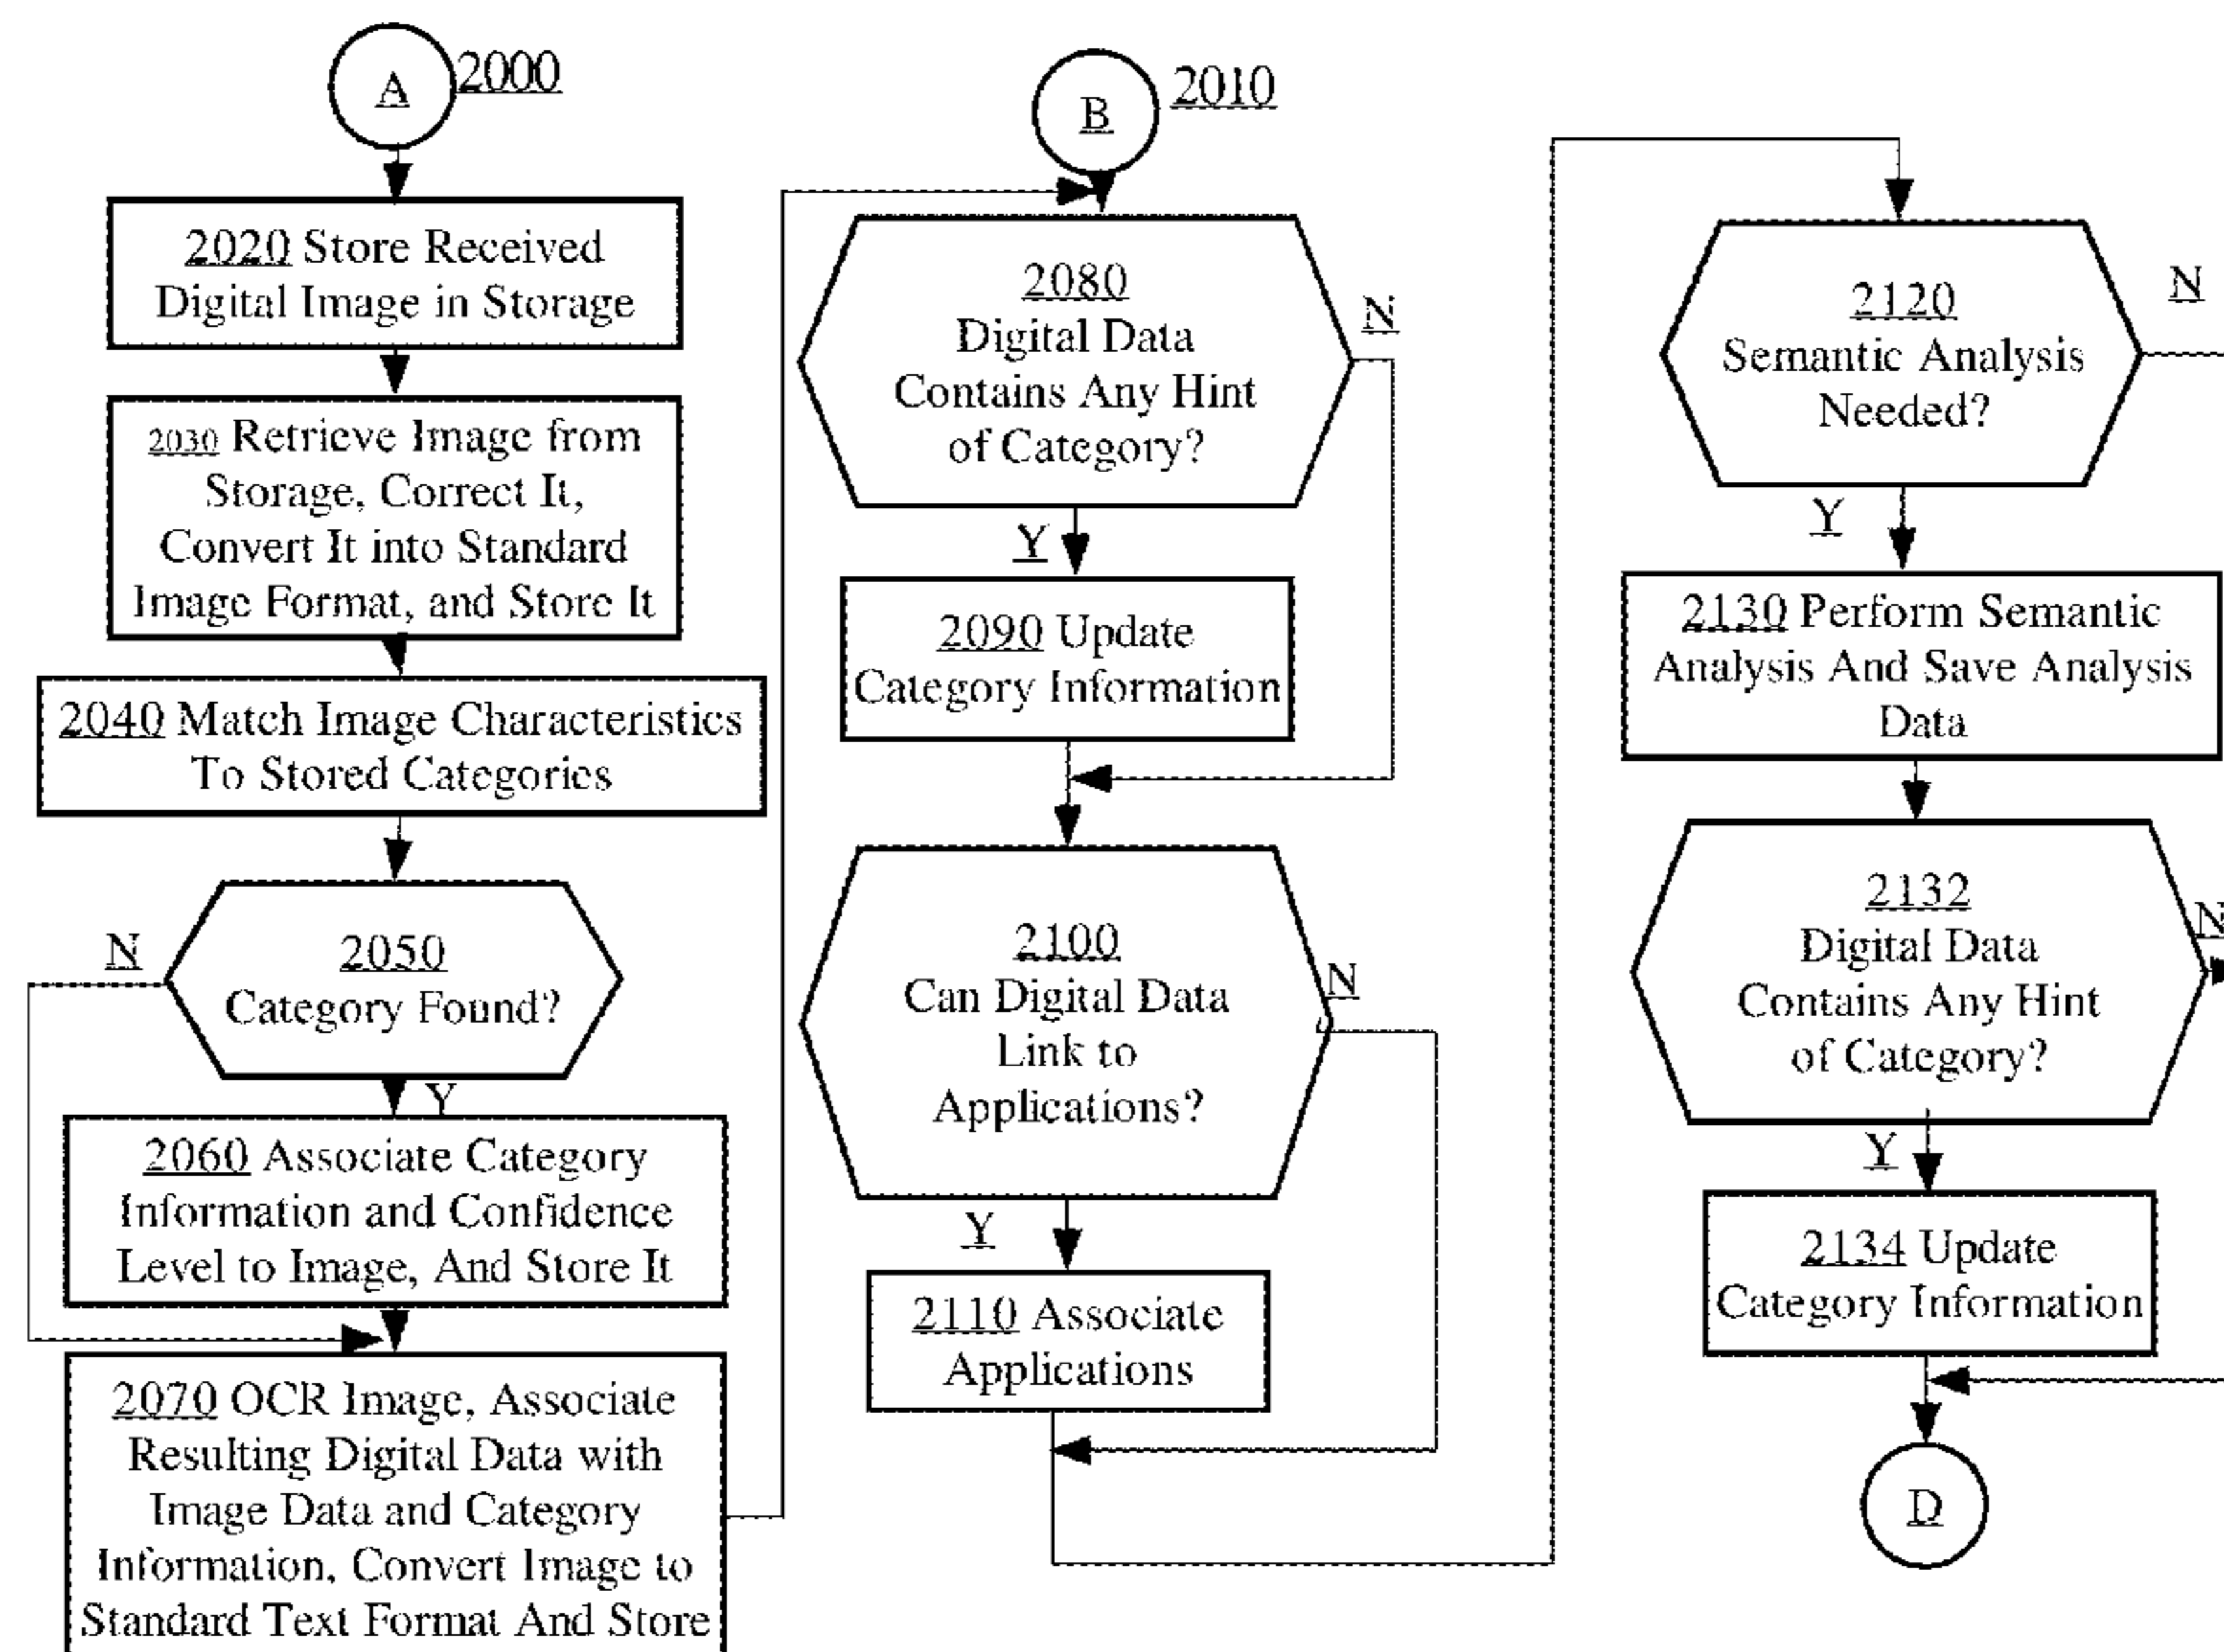 A 2000
2020 Store Received
Digital Image in Storage
2030 Retrieve Image from
Storage, Correct It,
Convert It into Standard
Image Format, and Store It
2040 Match Image Characteristics
To Stored Categories
N
2050
Category Found?
Y
2060 Associate Category
Information and Confidence
Level to Image, And Store It
2070 OCR Image, Associate
Resulting Digital Data with
Image Data and Category
Information, Convert Image to
Standard Text Format And Store
B 2010
2080
Digital Data
Contains Any Hint
of Category?
N
Y
2090 Update
Category Information
2100
Can Digital Data
Link to
Applications?
N
Y
2110 Associate
Applications
2120
Semantic Analysis
Needed?
N
Y
2130 Perform Semantic
Analysis And Save Analysis
Data
2132
Digital Data
Contains Any Hint
of Category?
N
Y
2134 Update
Category Information
D